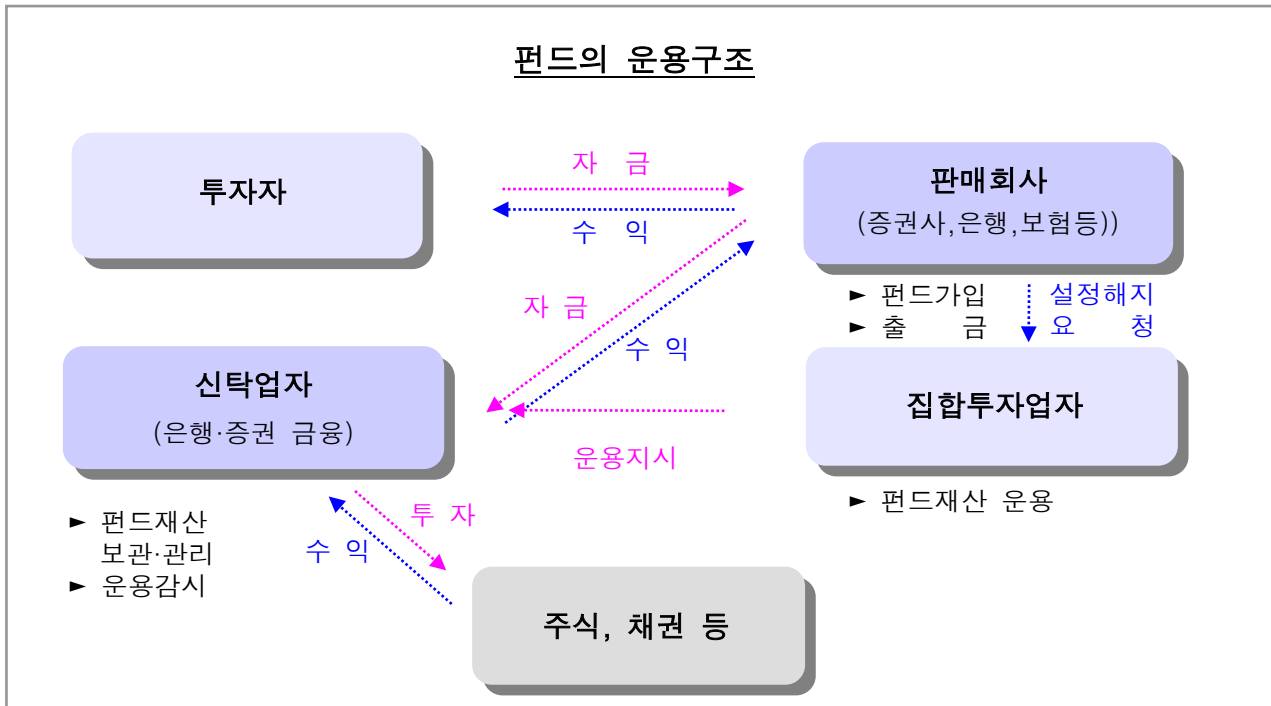 펀드의 운용구조
투자자
자 금
수 익
판매회사
(증권사,은행,보험등))
► 펀드가입
► 출 금
설정해지
요 청
자 금
수 익
신탁업자
(은행·증권 금융)
집합투자업자
운용지시
► 펀드재산 운용
► 펀드재산
보관·관리
► 운용감시
투 자
수 익
주식, 채권 등